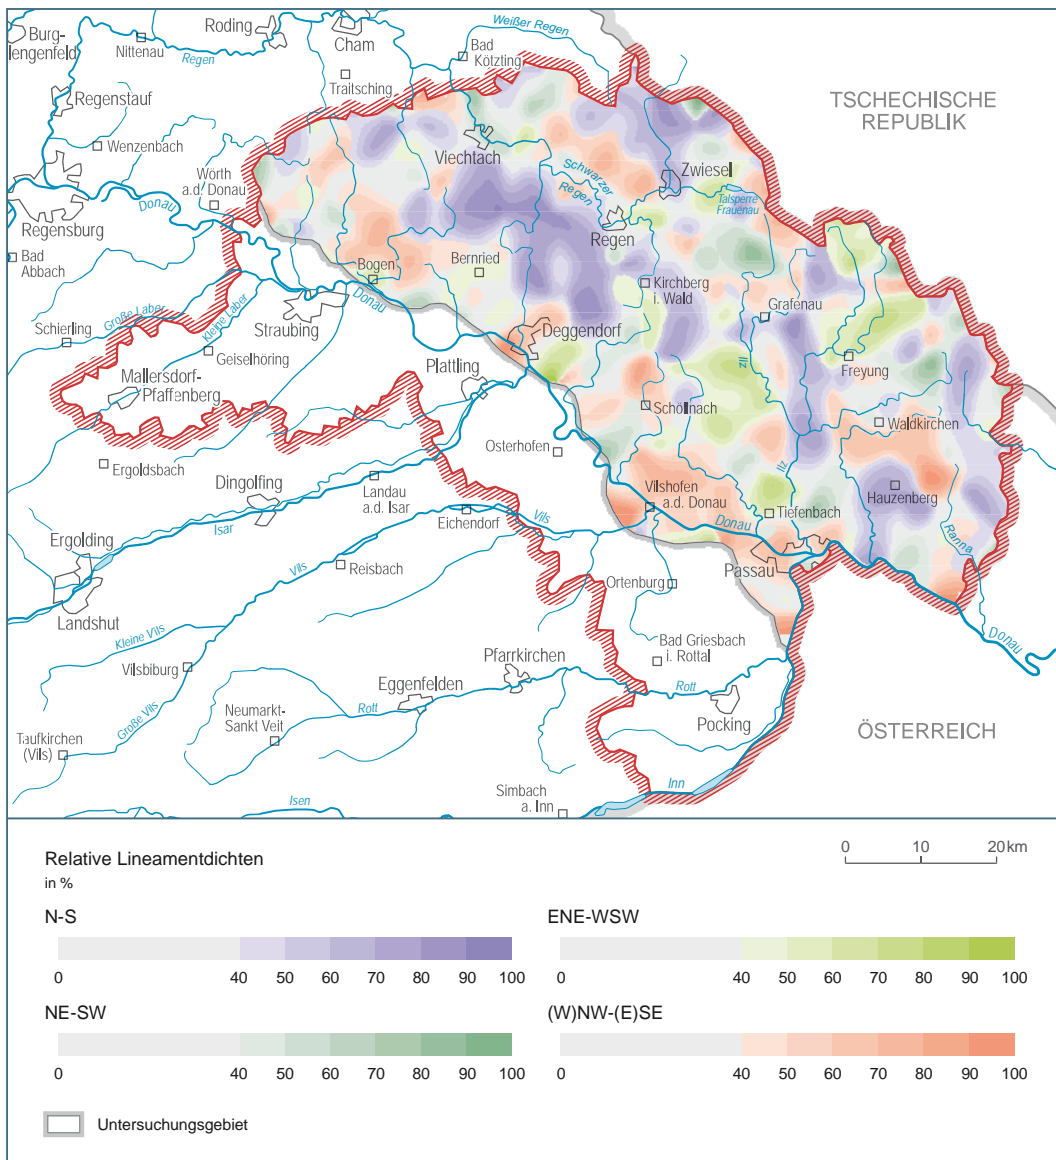 Burg-
lengenfeld
Nittenau
Regen
Roding
Cham
Weißer Regen
Bad
Kötzting
Traitsching
Regenstauf
Wenzenbach
Wörth
a.d. Donau
Donau
Regensburg
Bad
Abbach
Viechtach
Schwarzer
Regen
Zwiesel
Talsperre
Frauenau
Regen
TSCHECHISCHE
REPUBLIK
Bogen
Bernried
Kirchberg
i. Wald
Grafenau
Schierling
Große Laber
Kleine Laber
Straubing
Donau
Geiselhöring
Deggendorf
Plattling
Ilz
Freyung
Mallersdorf-
Pfaffenberg
Schöllnach
Waldkirchen
Osterhofen
Ergoldsbach
Dingolfing
Landau
a.d. Isar
Isar
Eichendorf
Vils
Vilshofen
a.d. Donau
Ilz
Hauzenberg
Tiefenbach
Donau
Passau
Ranna
Ergolding
Landshut
Vils
Reisbach
Ortenburg
Kleine Vils
Vilsbiburg
Bad Griesbach
i. Rottal
Donau
Pfarrkirchen
Eggenfelden
Rott
Rott
Pocking
Große Vils
Neumarkt-
Sankt Veit
Taufkirchen
(Vils)
ÖSTERREICH
Isen
Simbach
a. Inn
Inn
Relative Lineamentdichten
in %
0 10 20 km
N-S
0 40 50 60 70 80 90 100
ENE-WSW
0 40 50 60 70 80 90 100
NE-SW
0 40 50 60 70 80 90 100
(W)NW-(E)SE
0 40 50 60 70 80 90 100
Untersuchungsgebiet